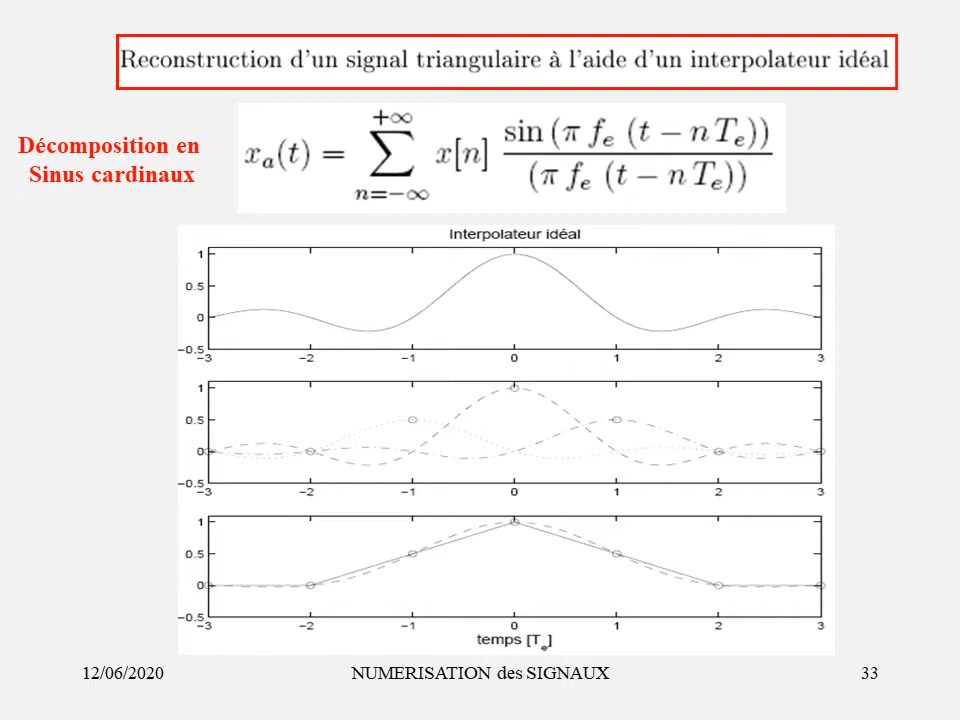 Reconstruction d'un signal triangulaire à l'aide d'un interpolateur idéal
Décomposition en
Sinus cardinaux
x_a(t) = \sum_{n=-\infty}^{+\infty} x[n] \frac{\sin(\pi f_e (t - n T_e))}{(\pi f_e (t - n T_e))}
Interpolateur idéal
1
0.5
0
−0.5
−3 −2 −1 0 1 2 3
1
0.5
0
−0.5
−3 −2 −1 0 1 2 3
1
0.5
0
−0.5
−3 −2 −1 0 1 2 3
temps [T_e]
12/06/2020 NUMERISATION des SIGNAUX 33